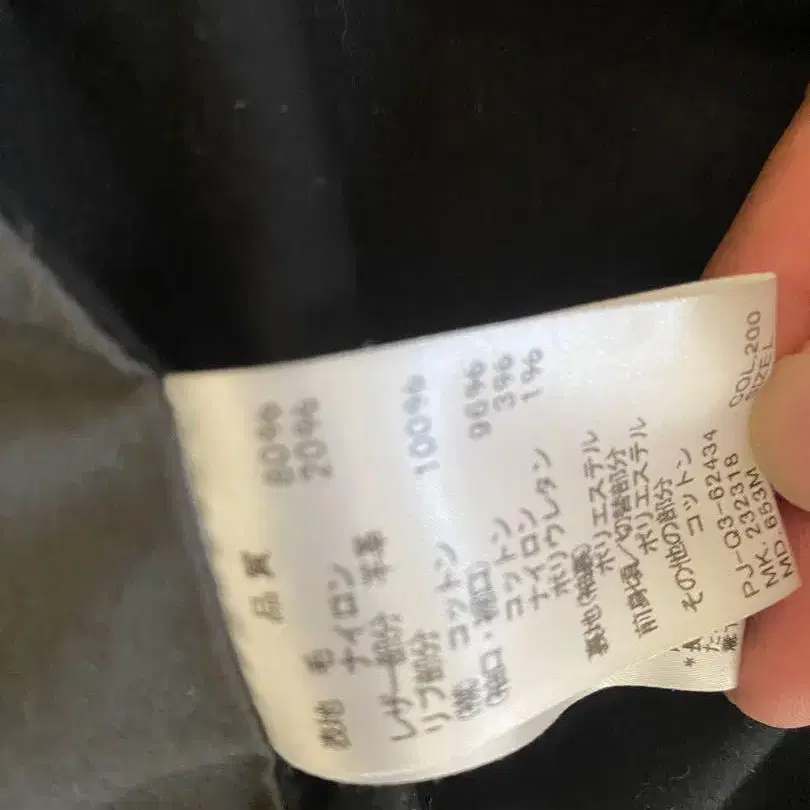 品質
表地 毛 80%
ナイロン 20%
レザー部分 羊革
リブ部分
(襟) コットン 100%
(袖口・裾口)
コットン 96%
ナイロン 3%
ポリウレタン 1%
裏地(袖裏)
ポリエステル
前身頃/切替部分
ポリエステル
その他の部分
コットン
PJ-Q3-62434
MK. 232318 COL.200
MD. 653M SIZE L